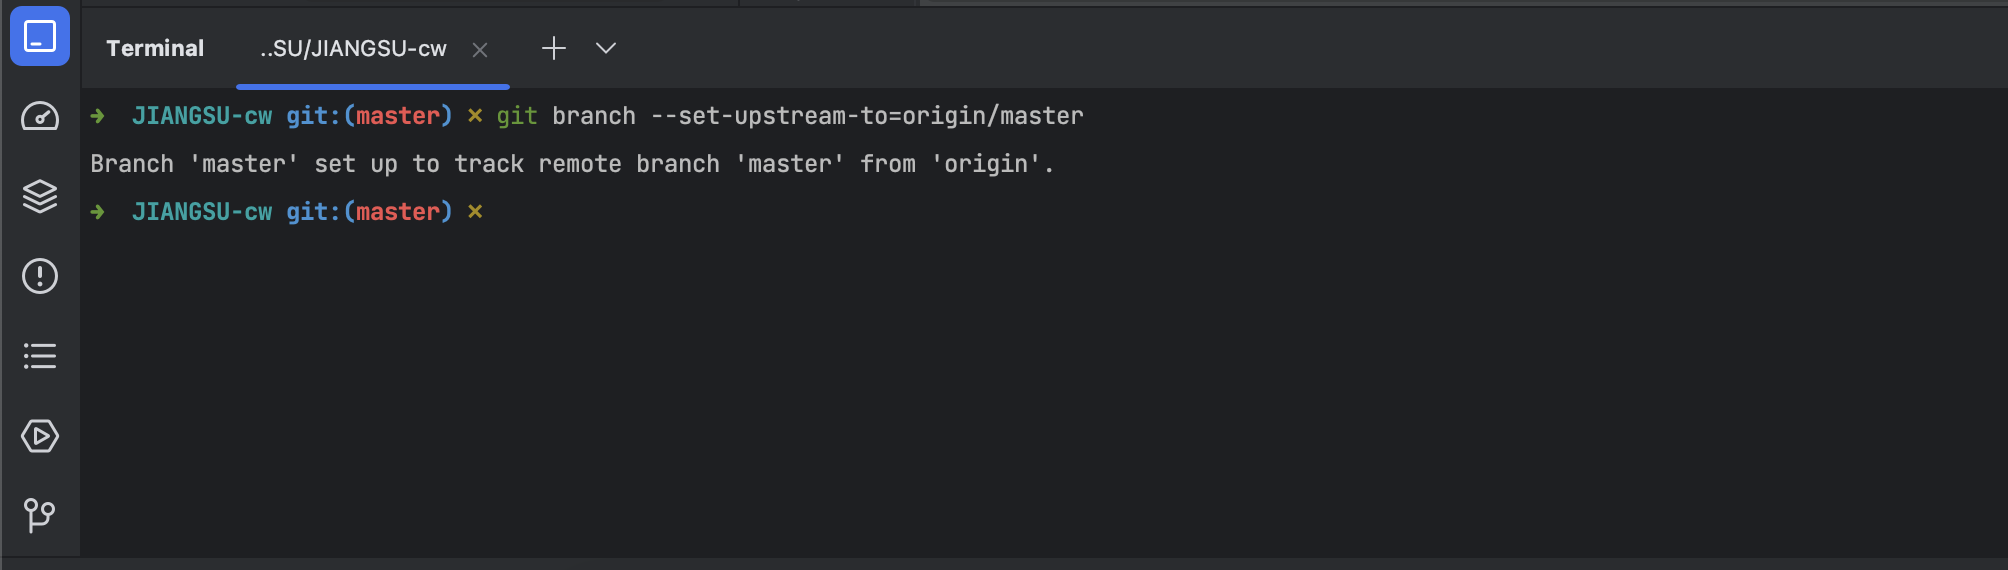 Terminal ..SU/JIANGSU-cw
➜ JIANGSU-cw git:(master) ✗ git branch --set-upstream-to=origin/master
Branch 'master' set up to track remote branch 'master' from 'origin'.
➜ JIANGSU-cw git:(master) ✗